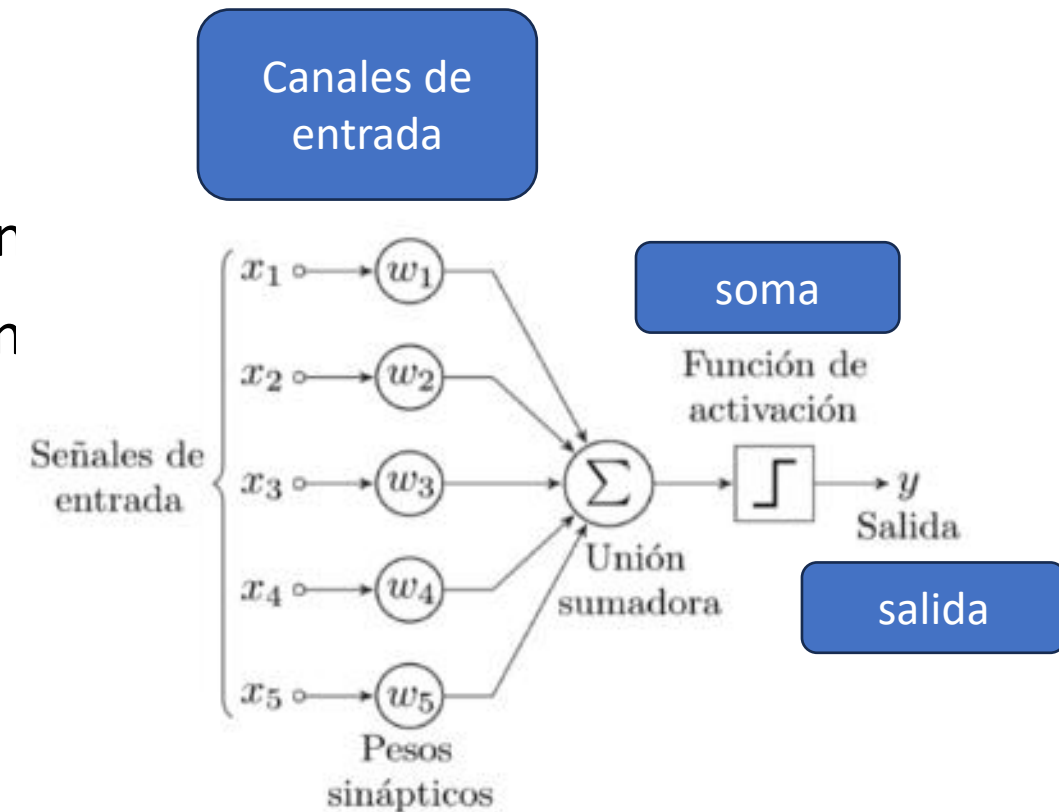 Canales de
entrada
x₁ w₁
soma
x₂ w₂
Función de
activación
Señales de
entrada
x₃ w₃ Σ y
Salida
Unión
sumadora
x₄ w₄
salida
x₅ w₅
Pesos
sinápticos